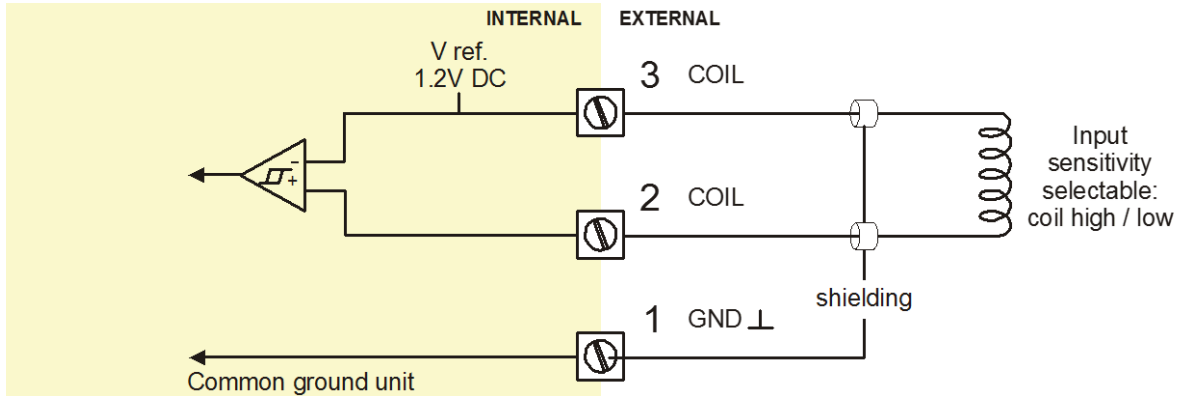 INTERNAL EXTERNAL
V ref.
1.2V DC
3 COIL
-
+
Input
sensitivity
selectable:
coil high / low
2 COIL
shielding
1 GND
Common ground unit